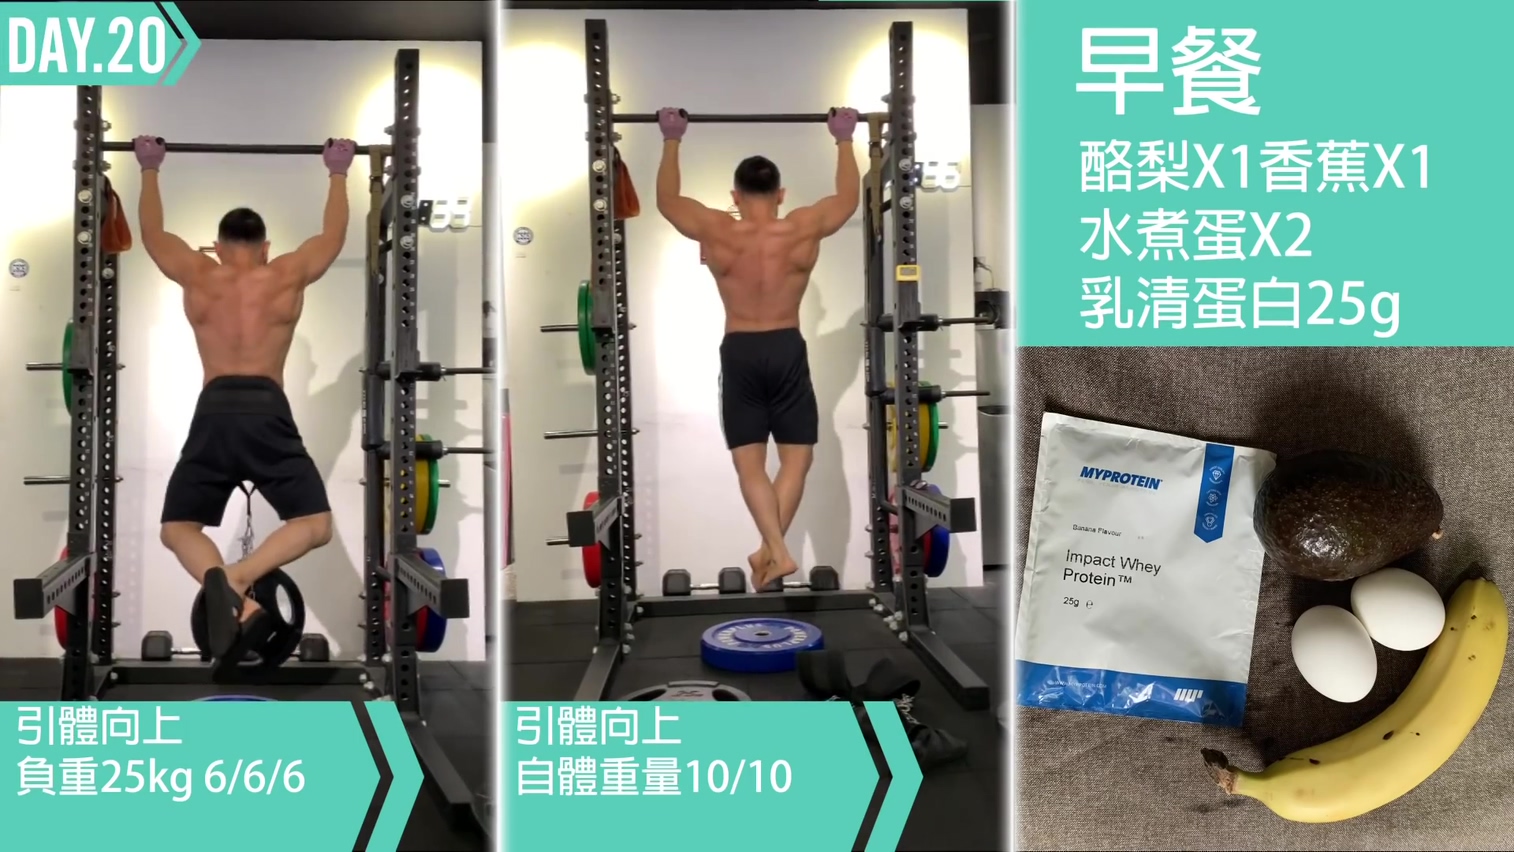 DAY.20
引體向上
負重25kg 6/6/6
引體向上
自體重量10/10
早餐
酪梨X1香蕉X1
水煮蛋X2
乳清蛋白25g
MYPROTEIN
Banana Flavour
Impact Whey
Protein™
25g ℮